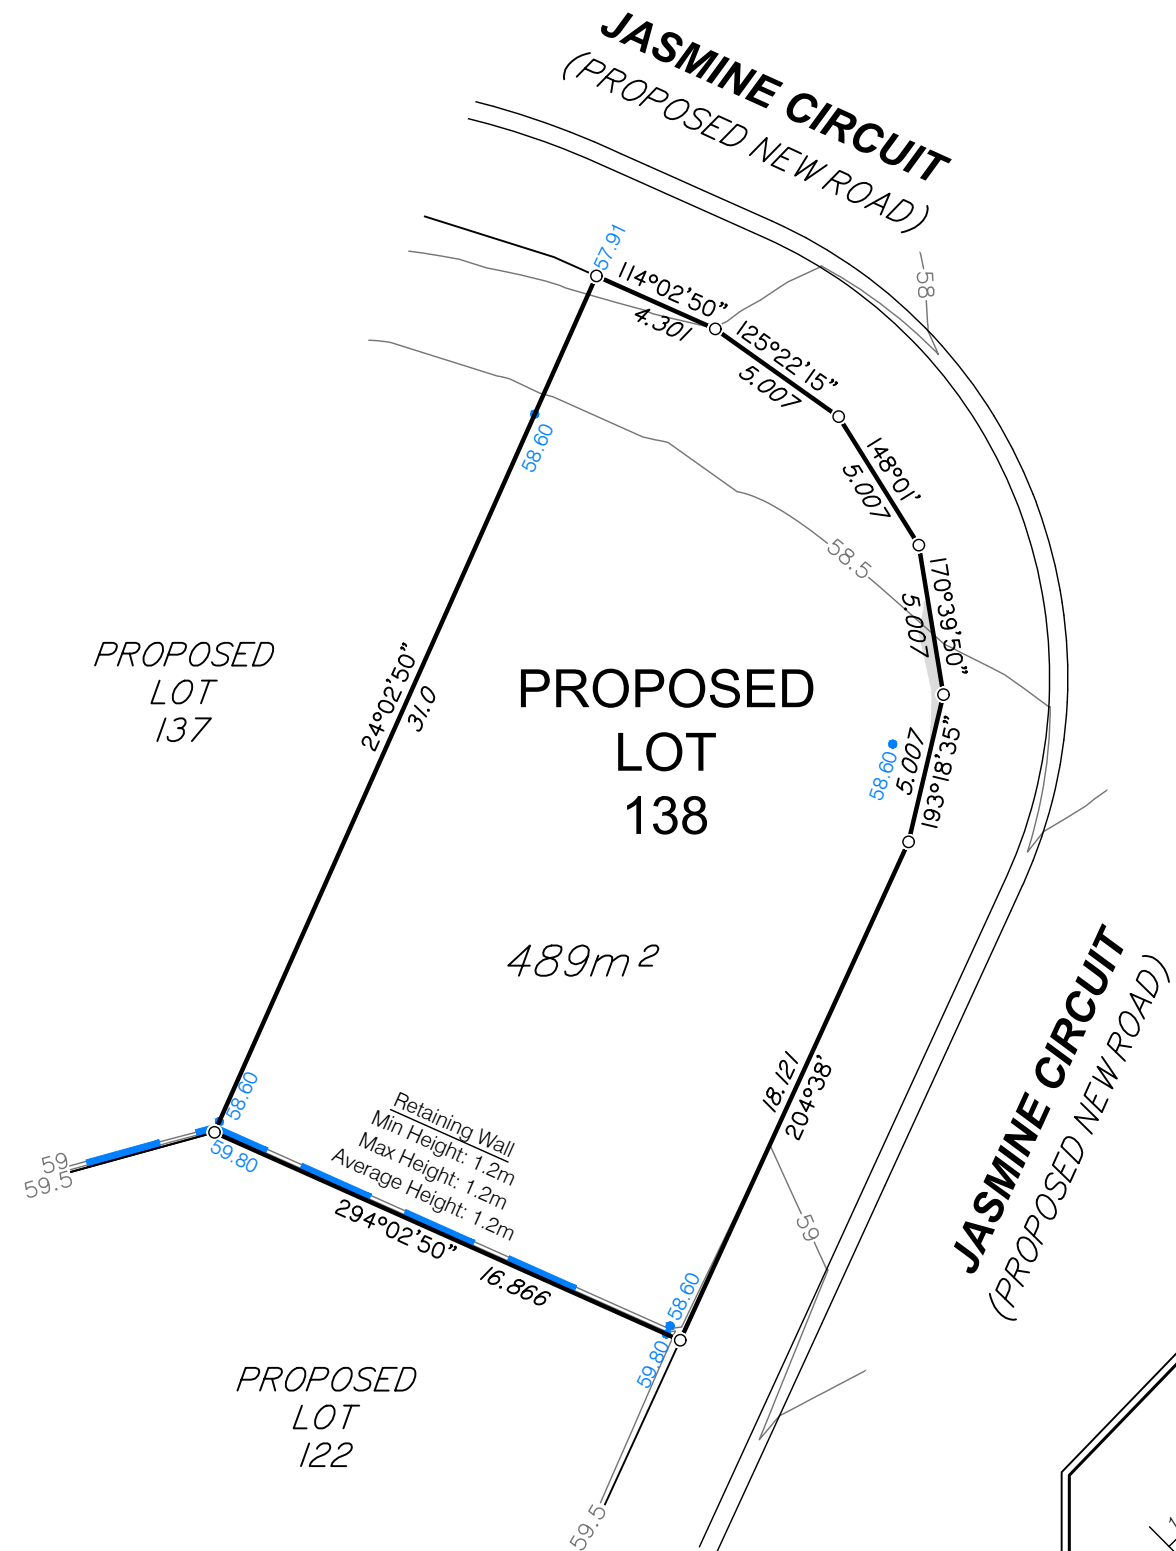 JASMINE CIRCUIT
(PROPOSED NEW ROAD)
58
57.91
114°02'50"
4.301
125°22'15"
5.007
148°01'
5.007
58.60
58.5
170°39'50"
5.007
PROPOSED
LOT
137
24°02'50"
31.0
PROPOSED
LOT
138
58.60
5.007
193°18'35"
489m²
JASMINE CIRCUIT
(PROPOSED NEW ROAD)
18.121
204°38'
58.60
59.80
59
59.5
Retaining Wall
Min Height: 1.2m
Max Height: 1.2m
Average Height: 1.2m
294°02'50"
16.866
59
58.60
59.80
PROPOSED
LOT
122
59.5